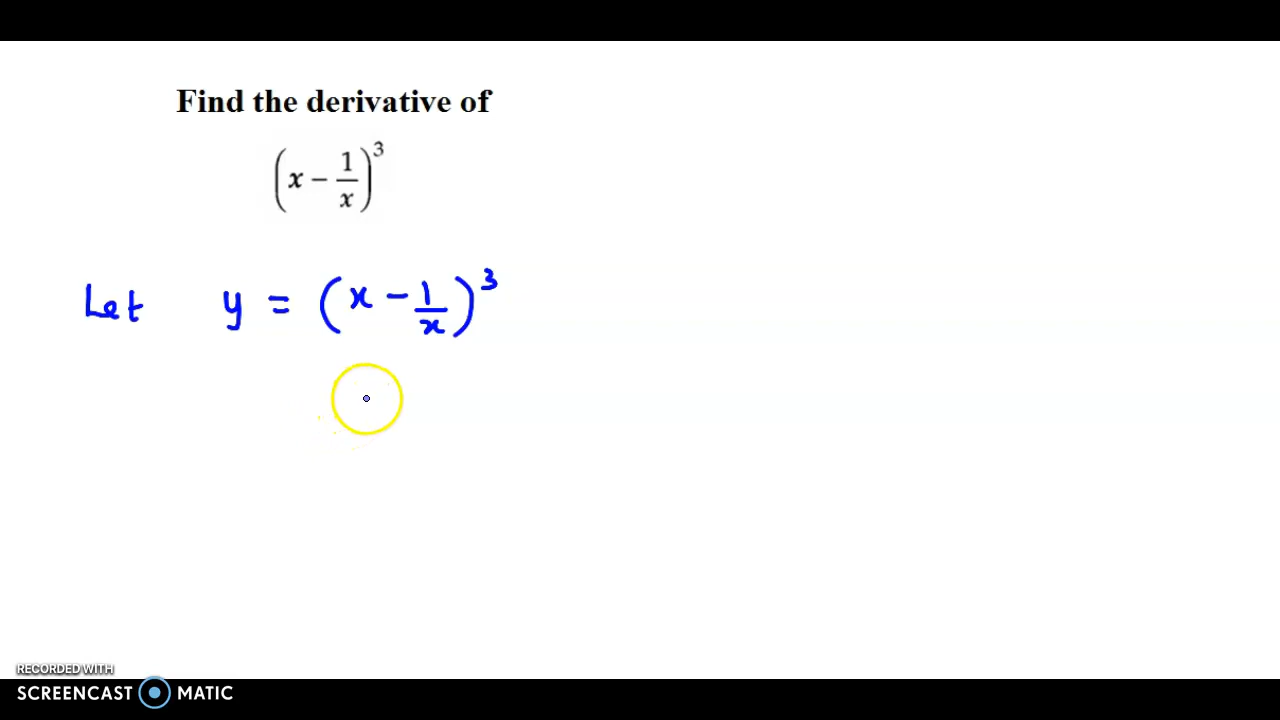 Find the derivative of
(x − 1/x)³
Let y = (x − 1/x)³
RECORDED WITH
SCREENCAST MATIC